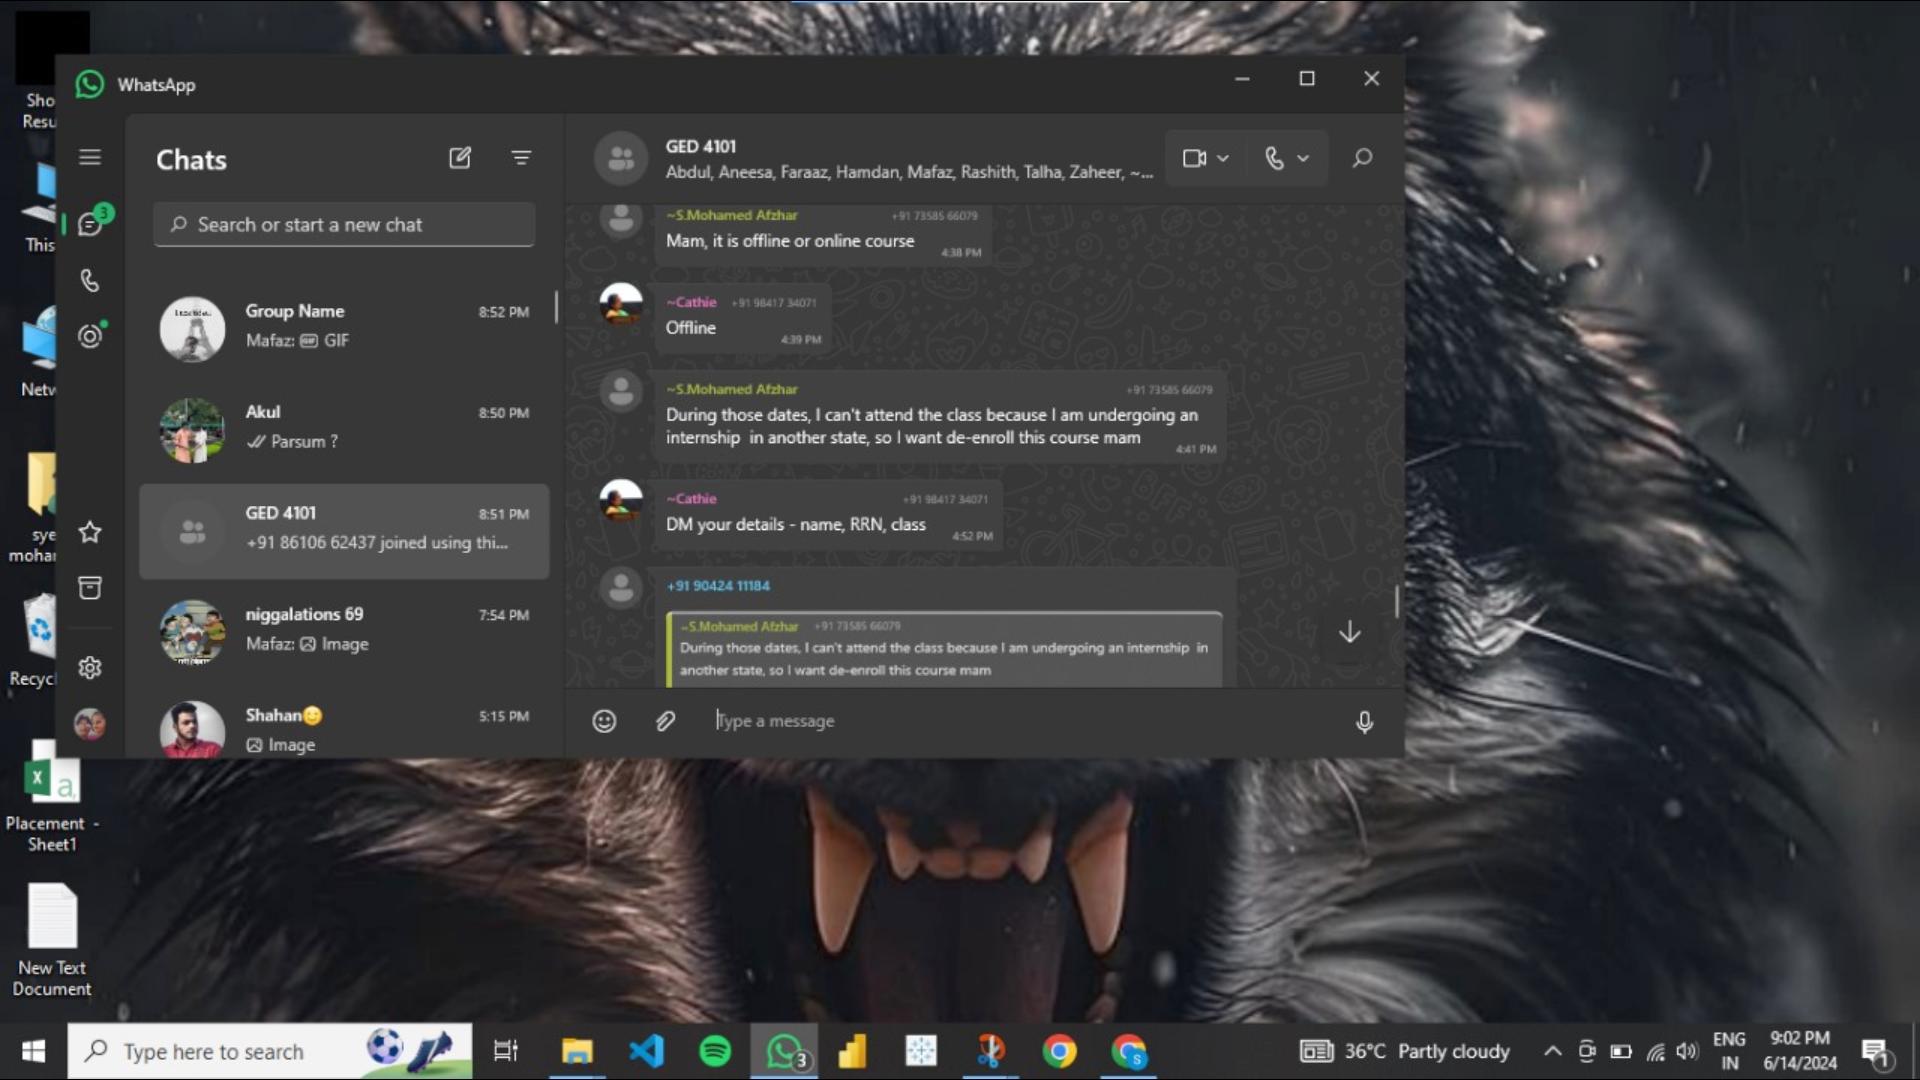 Sho
Resu
This
Netw
sye
mohar
Recyc
Placement -
Sheet1
New Text
Document
WhatsApp
3
Chats
Search or start a new chat
Group Name
8:52 PM
Mafaz: GIF GIF
Akul
8:50 PM
Parsum ?
GED 4101
8:51 PM
+91 86106 62437 joined using thi...
niggalations 69
7:54 PM
Mafaz: Image
Shahan😊
5:15 PM
Image
GED 4101
Abdul, Aneesa, Faraaz, Hamdan, Mafaz, Rashith, Talha, Zaheer, ~...
~S.Mohamed Afzhar +91 73585 66079
Mam, it is offline or online course
4:38 PM
~Cathie +91 98417 34071
Offline
4:39 PM
~S.Mohamed Afzhar +91 73585 66079
During those dates, I can't attend the class because I am undergoing an
internship in another state, so I want de-enroll this course mam
4:41 PM
~Cathie +91 98417 34071
DM your details - name, RRN, class
4:52 PM
+91 90424 11184
~S.Mohamed Afzhar +91 73585 66079
During those dates, I can't attend the class because I am undergoing an internship in
another state, so I want de-enroll this course mam
Type a message
Type here to search
3
S
36°C Partly cloudy
ENG
IN
9:02 PM
6/14/2024
1